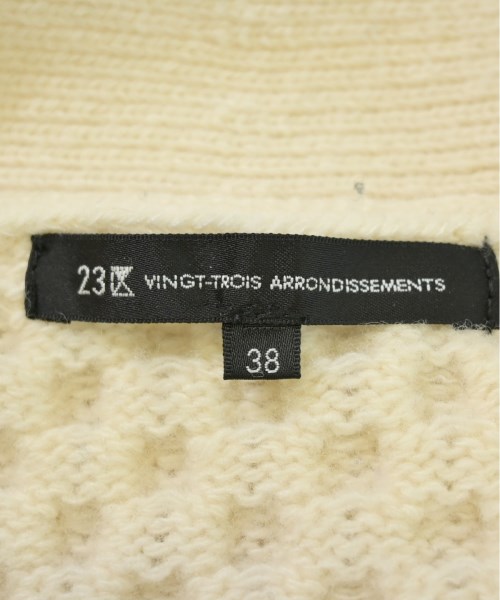 23区 VINGT-TROIS ARRONDISSEMENTS
38